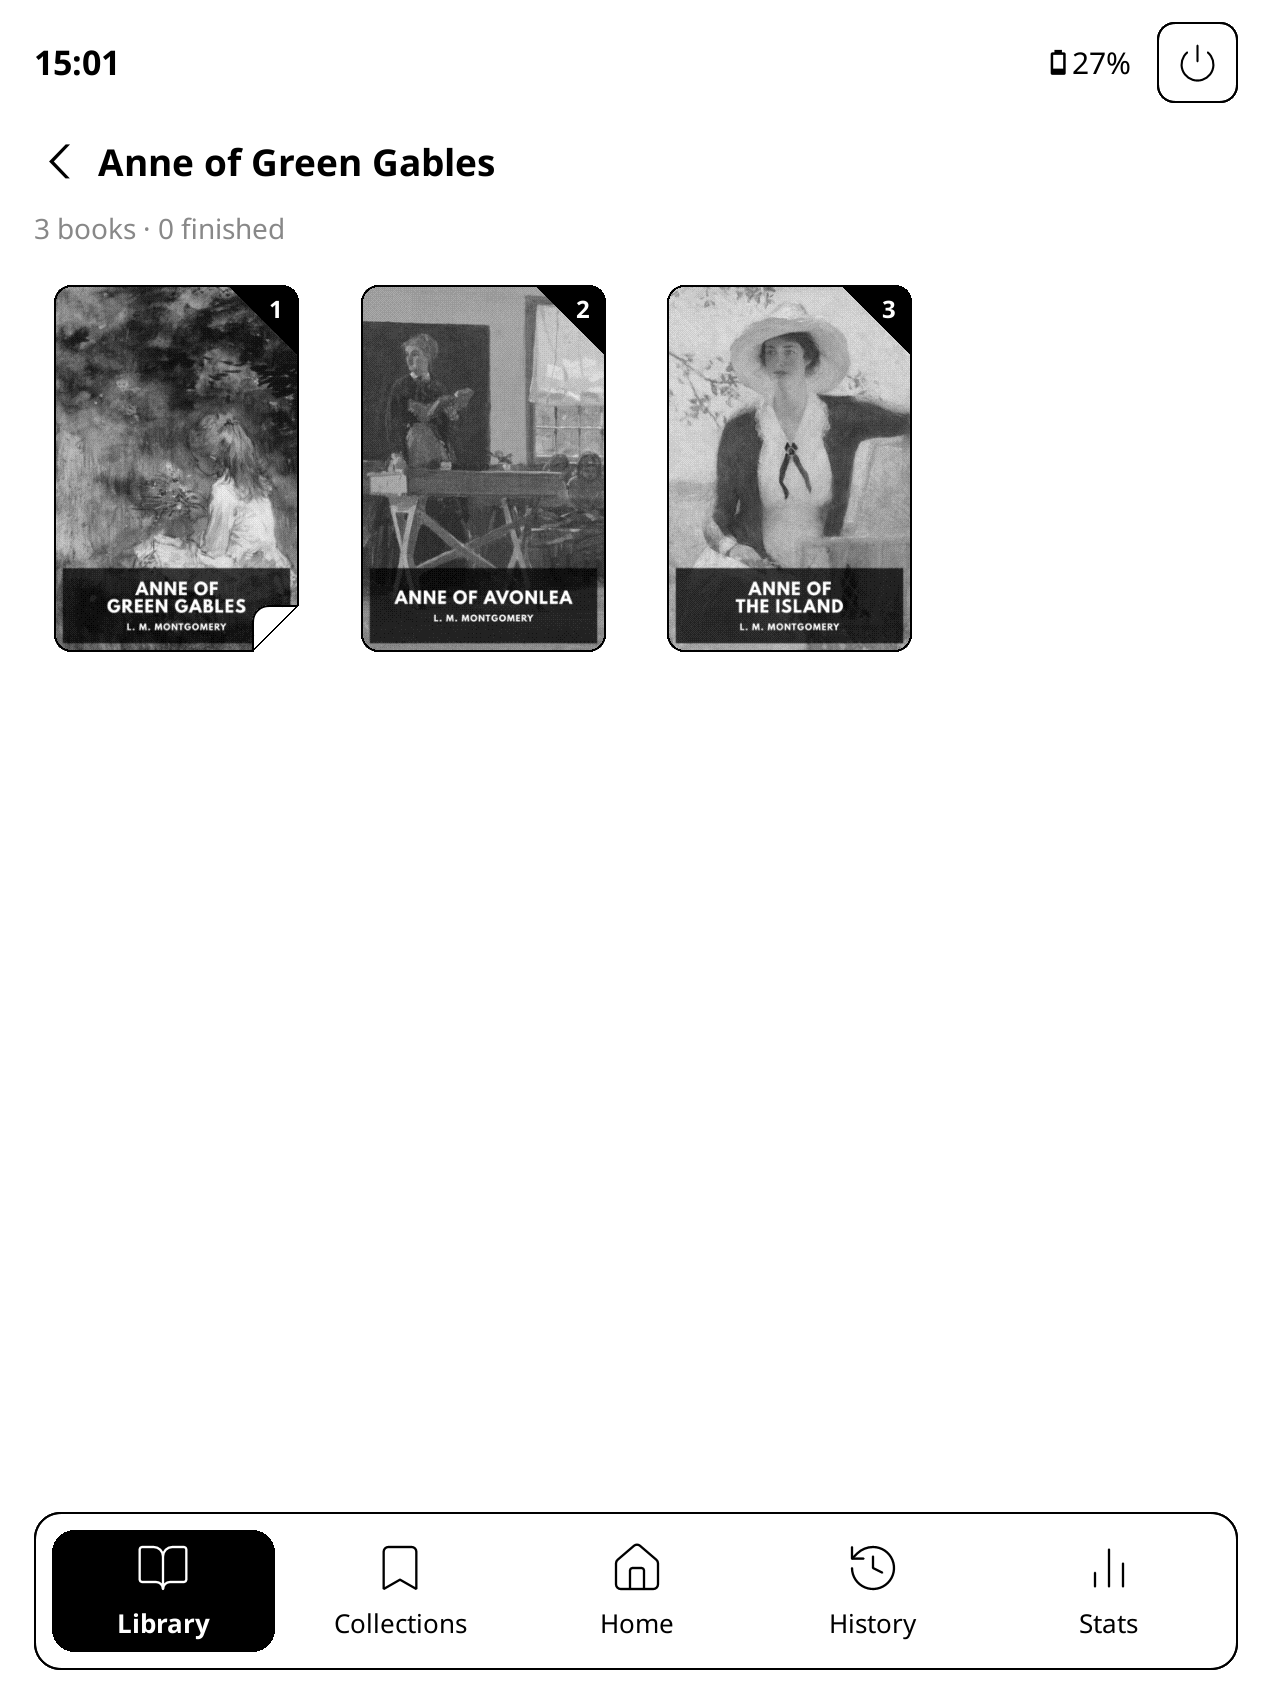 15:01
27%
Anne of Green Gables
3 books · 0 finished
1
ANNE OF
GREEN GABLES
L. M. MONTGOMERY
2
ANNE OF AVONLEA
L. M. MONTGOMERY
3
ANNE OF
THE ISLAND
L. M. MONTGOMERY
Library
Collections
Home
History
Stats